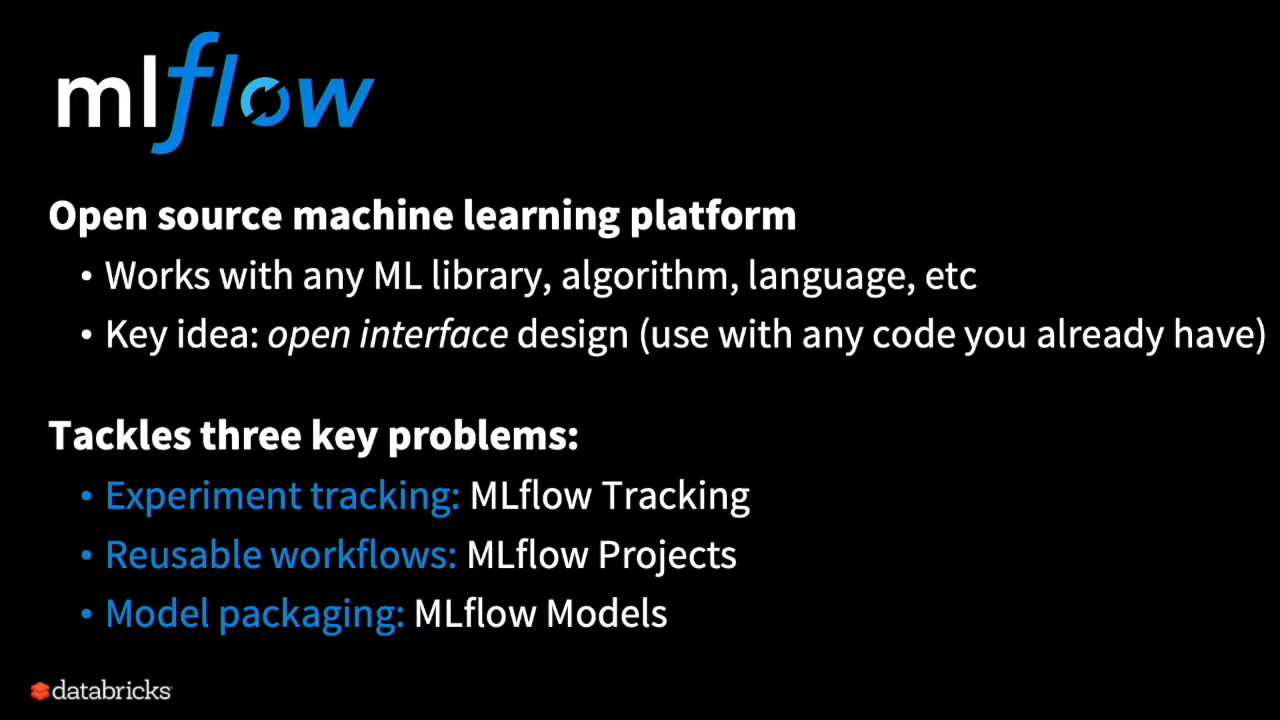 mlflow
Open source machine learning platform
• Works with any ML library, algorithm, language, etc
• Key idea: open interface design (use with any code you already have)
Tackles three key problems:
• Experiment tracking: MLflow Tracking
• Reusable workflows: MLflow Projects
• Model packaging: MLflow Models
databricks